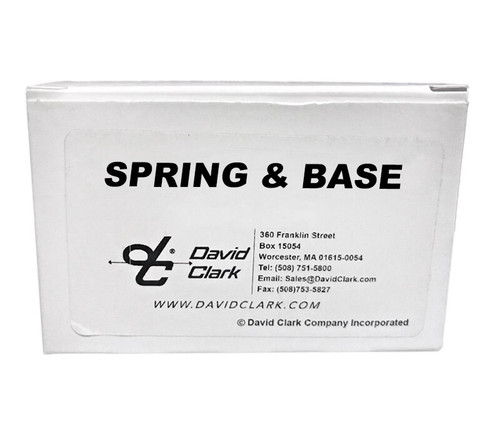 SPRING & BASE
dc® David Clark
360 Franklin Street
Box 15054
Worcester, MA 01615-0054
Tel: (508) 751-5800
Email: Sales@DavidClark.com
Fax: (508)753-5827
WWW.DAVIDCLARK.COM
© David Clark Company Incorporated